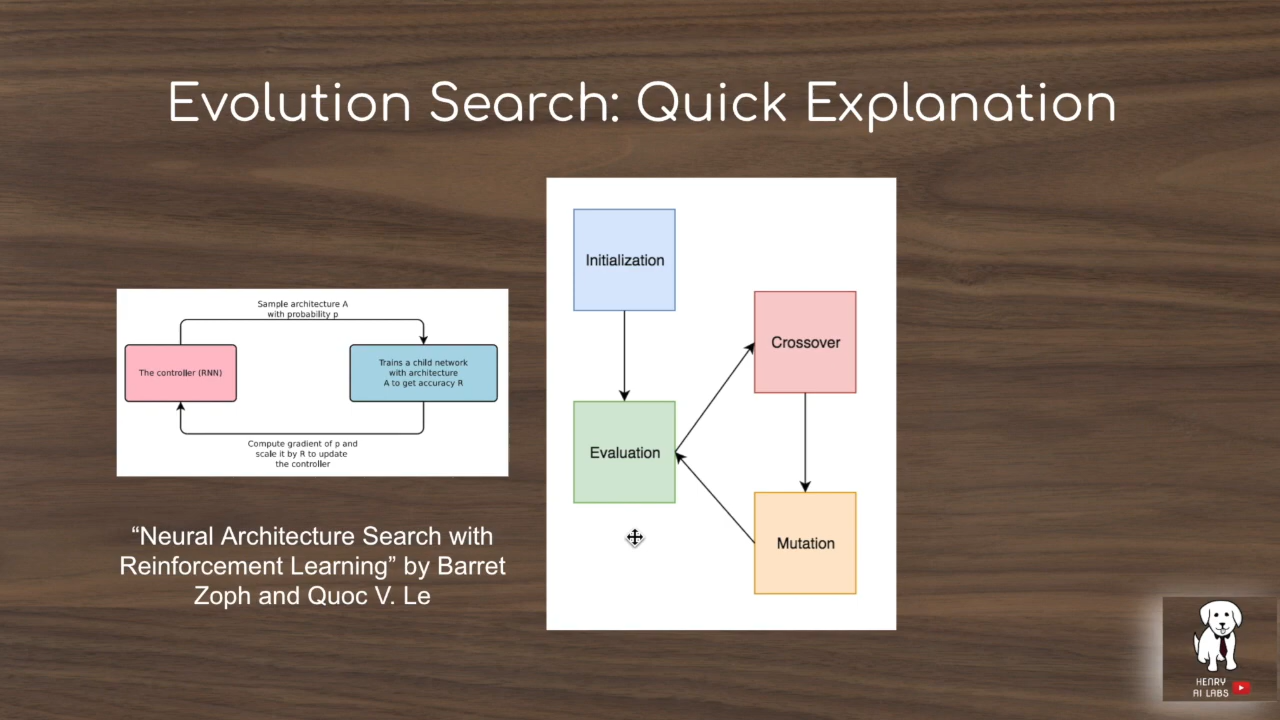 Evolution Search: Quick Explanation
Sample architecture A
with probability p
The controller (RNN)
Trains a child network
with architecture
A to get accuracy R
Compute gradient of p and
scale it by R to update
the controller
“Neural Architecture Search with
Reinforcement Learning” by Barret
Zoph and Quoc V. Le
Initialization
Crossover
Evaluation
Mutation
HENRY
AI LABS